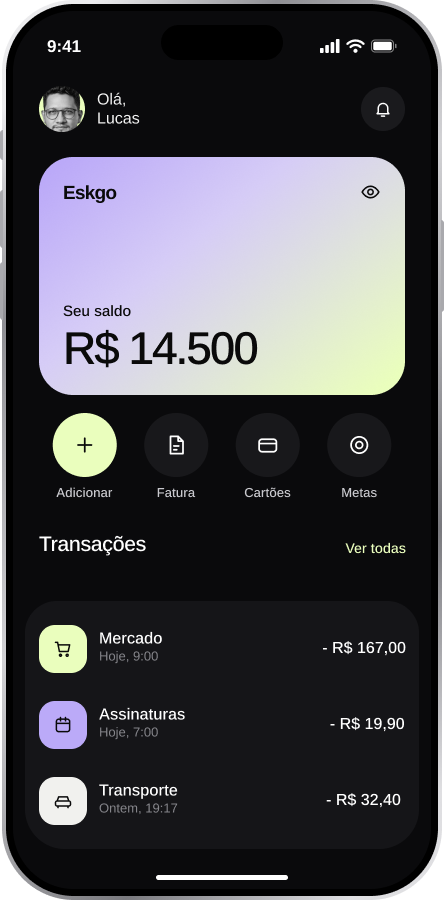 9:41
Olá,
Lucas
Eskgo
Seu saldo
R$ 14.500
Adicionar
Fatura
Cartões
Metas
Transações
Ver todas
Mercado
- R$ 167,00
Hoje, 9:00
Assinaturas
- R$ 19,90
Hoje, 7:00
Transporte
- R$ 32,40
Ontem, 19:17